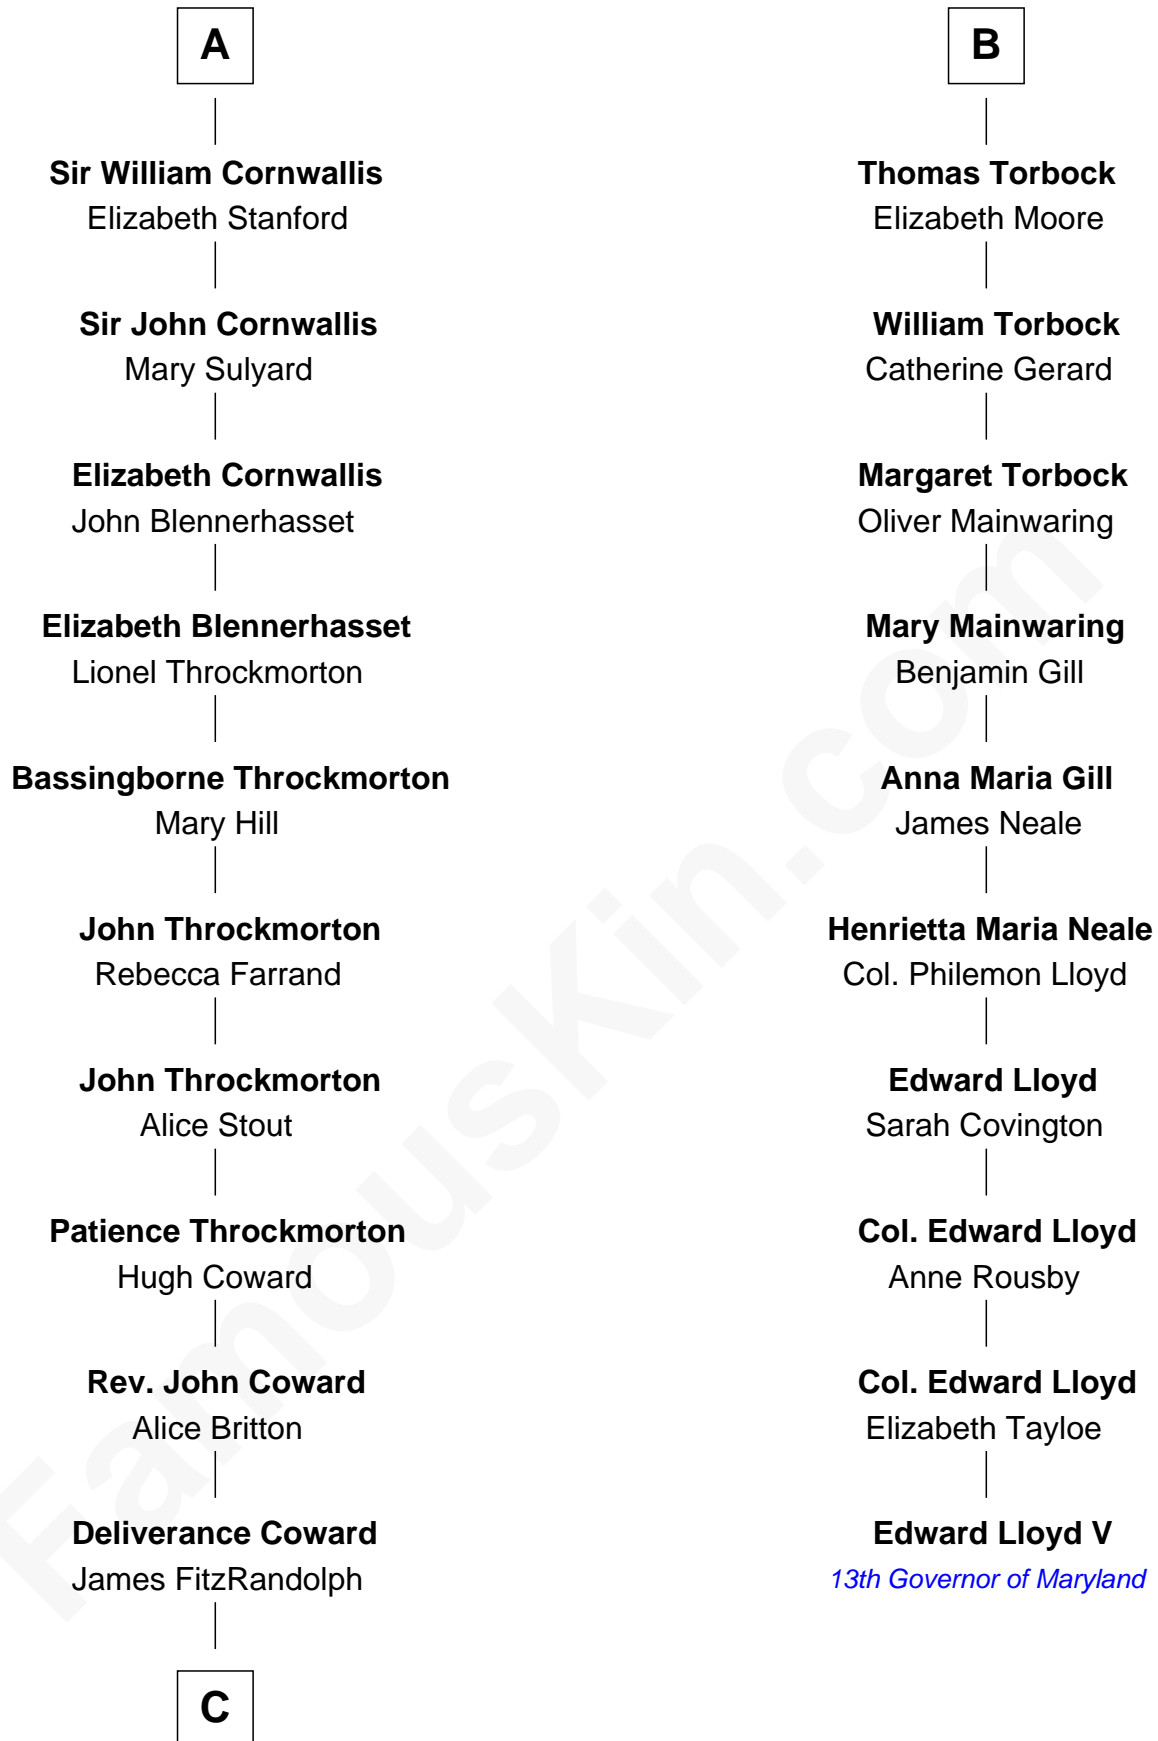 A
Sir William Cornwallis
Elizabeth Stanford
Sir John Cornwallis
Mary Sulyard
Elizabeth Cornwallis
John Blennerhasset
Elizabeth Blennerhasset
Lionel Throckmorton
Bassingborne Throckmorton
Mary Hill
John Throckmorton
Rebecca Farrand
John Throckmorton
Alice Stout
Patience Throckmorton
Hugh Coward
Rev. John Coward
Alice Britton
Deliverance Coward
James FitzRandolph
C
B
Thomas Torbock
Elizabeth Moore
William Torbock
Catherine Gerard
Margaret Torbock
Oliver Mainwaring
Mary Mainwaring
Benjamin Gill
Anna Maria Gill
James Neale
Henrietta Maria Neale
Col. Philemon Lloyd
Edward Lloyd
Sarah Covington
Col. Edward Lloyd
Anne Rousby
Col. Edward Lloyd
Elizabeth Tayloe
Edward Lloyd V
13th Governor of Maryland
FamousKin.com